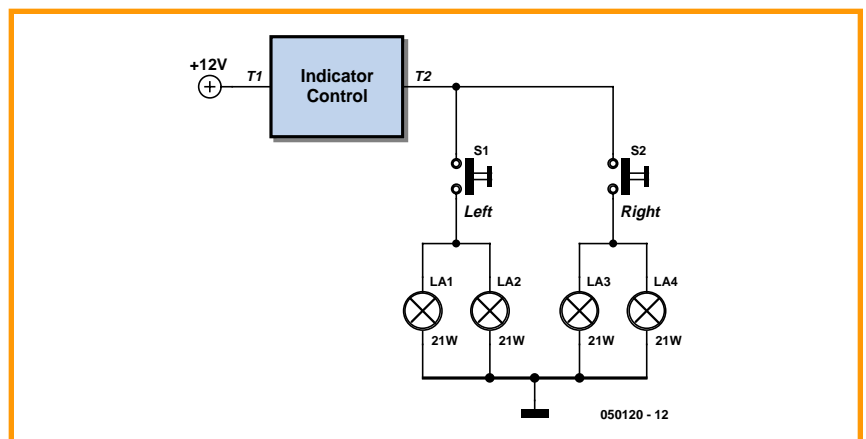 +12V
T1
Indicator
Control
T2
S1
S2
Left
Right
LA1
LA2
LA3
LA4
21W
21W
21W
21W
050120 - 12